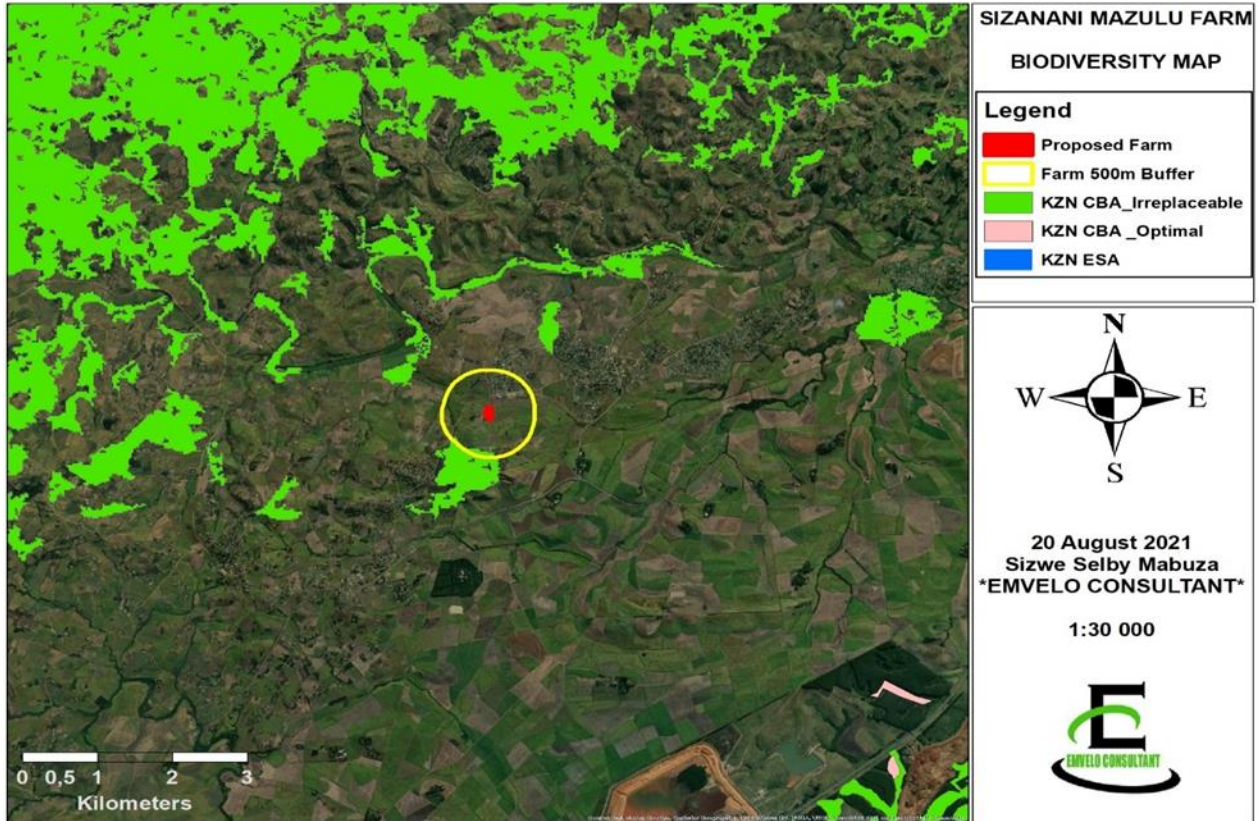 SIZANANI MAZULU FARM
BIODIVERSITY MAP
Legend
Proposed Farm
Farm 500m Buffer
KZN CBA_Irreplaceable
KZN CBA _Optimal
KZN ESA
N
W
E
S
20 August 2021
Sizwe Selby Mabuza
*EMVELO CONSULTANT*
1:30 000
E
EMVELO CONSULTANT
0 0,5 1 2 3
Kilometers